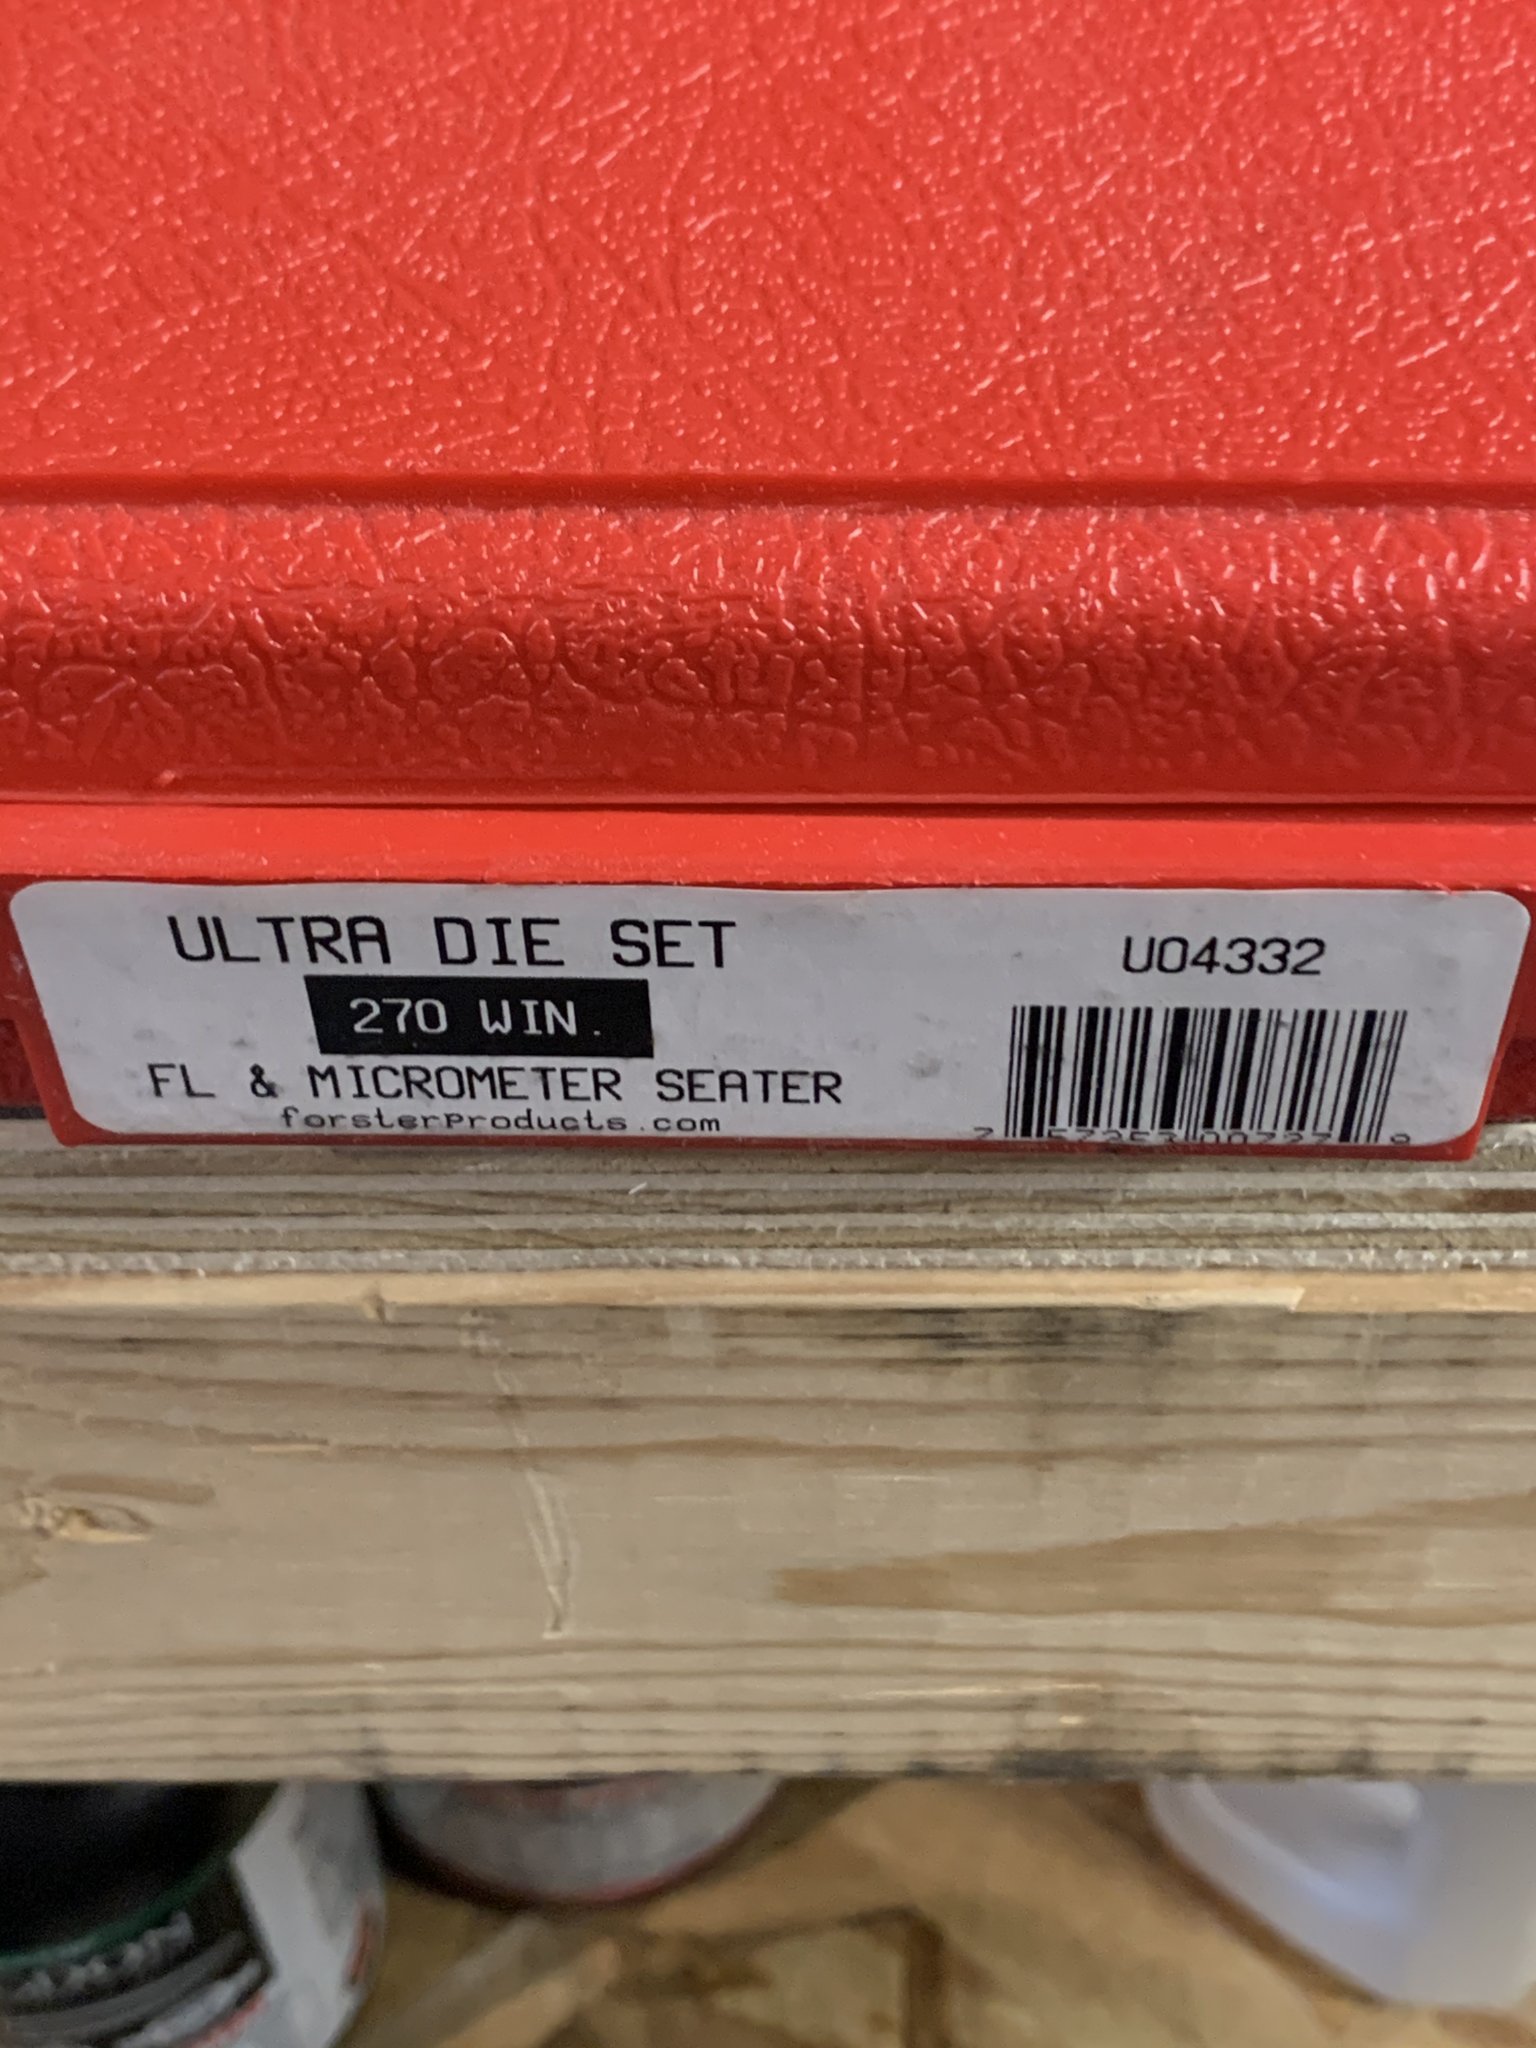 ULTRA DIE SET
270 WIN.
FL & MICROMETER SEATER
forsterproducts.com
U04332